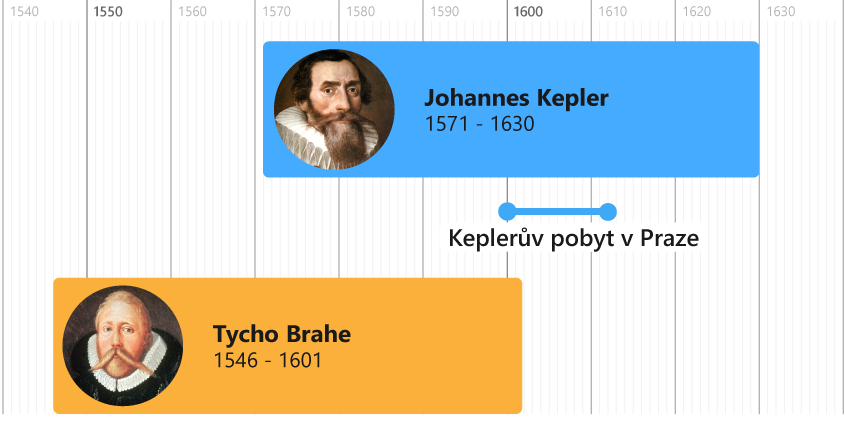 1540 1550 1560 1570 1580 1590 1600 1610 1620 1630
Johannes Kepler
1571 - 1630
Keplerův pobyt v Praze
Tycho Brahe
1546 - 1601